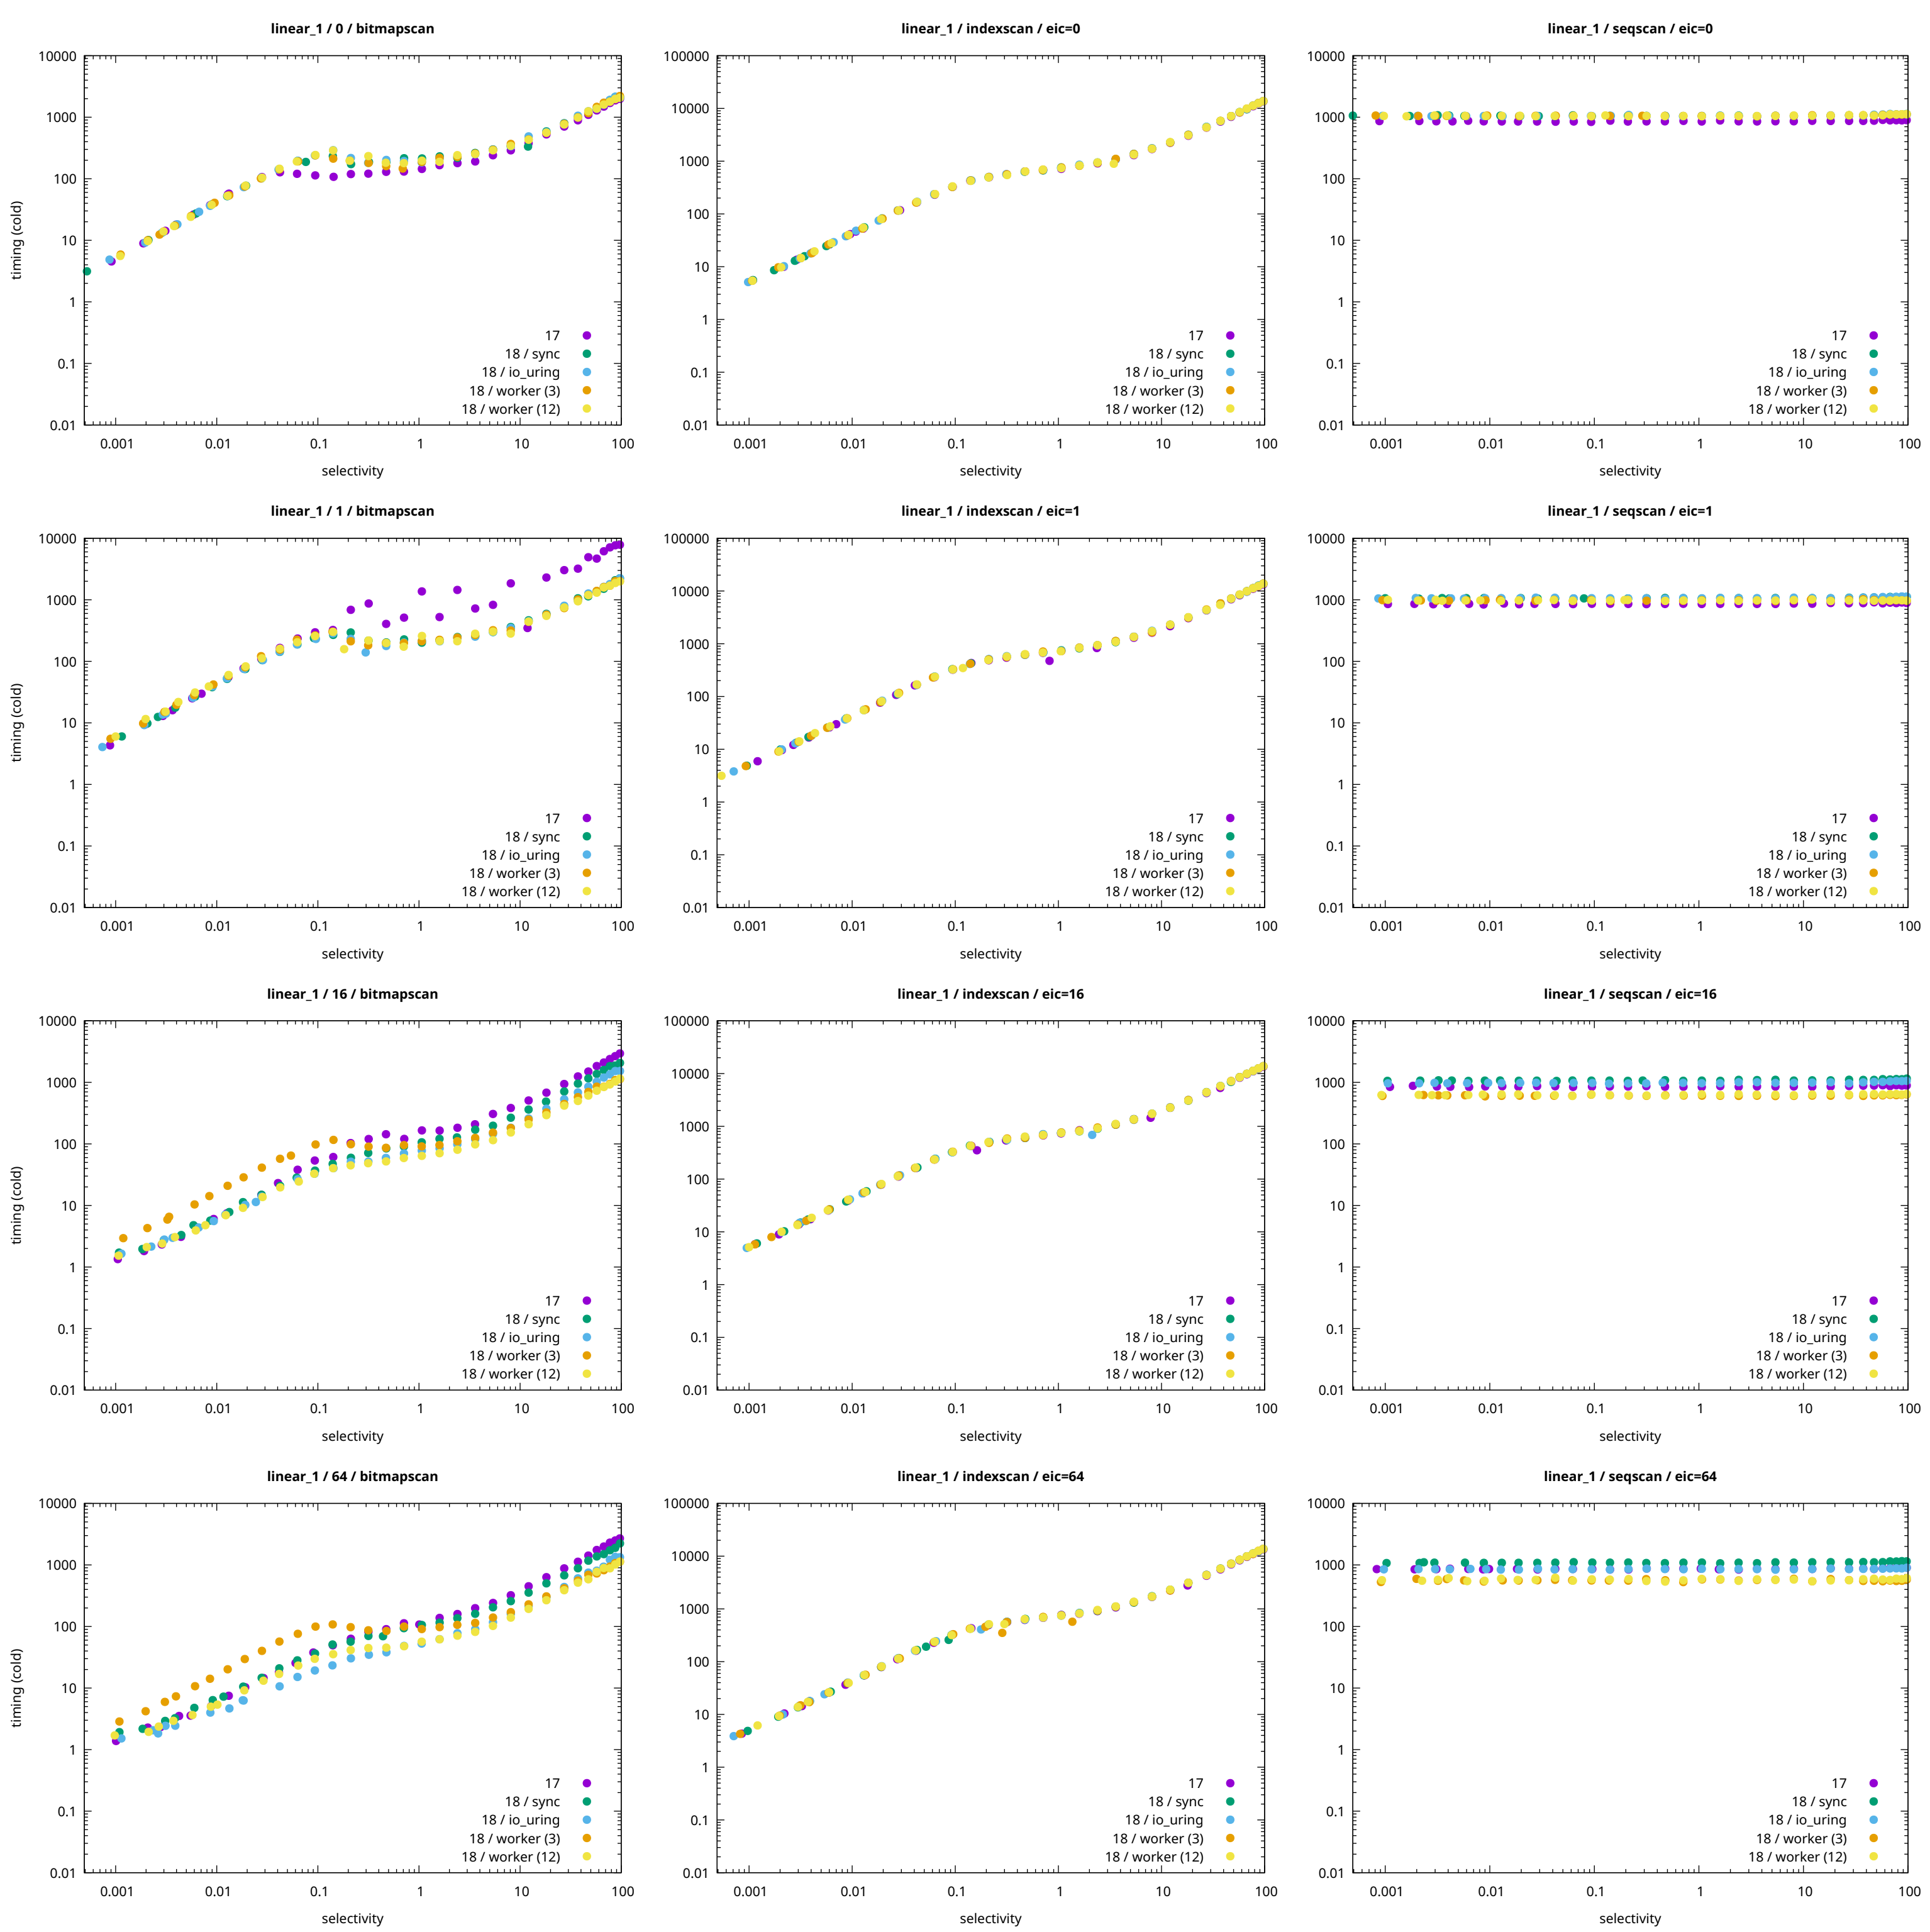 linear_1 / 0 / bitmapscan
timing (cold)
10000
1000
100
10
1
0.1
0.01
17
18 / sync
18 / io_uring
18 / worker (3)
18 / worker (12)
0.001 0.01 0.1 1 10 100
selectivity
linear_1 / indexscan / eic=0
100000
10000
1000
100
10
1
0.1
0.01
17
18 / sync
18 / io_uring
18 / worker (3)
18 / worker (12)
0.001 0.01 0.1 1 10 100
selectivity
linear_1 / seqscan / eic=0
10000
1000
100
10
1
0.1
0.01
17
18 / sync
18 / io_uring
18 / worker (3)
18 / worker (12)
0.001 0.01 0.1 1 10 100
selectivity
linear_1 / 1 / bitmapscan
timing (cold)
10000
1000
100
10
1
0.1
0.01
17
18 / sync
18 / io_uring
18 / worker (3)
18 / worker (12)
0.001 0.01 0.1 1 10 100
selectivity
linear_1 / indexscan / eic=1
100000
10000
1000
100
10
1
0.1
0.01
17
18 / sync
18 / io_uring
18 / worker (3)
18 / worker (12)
0.001 0.01 0.1 1 10 100
selectivity
linear_1 / seqscan / eic=1
10000
1000
100
10
1
0.1
0.01
17
18 / sync
18 / io_uring
18 / worker (3)
18 / worker (12)
0.001 0.01 0.1 1 10 100
selectivity
linear_1 / 16 / bitmapscan
timing (cold)
10000
1000
100
10
1
0.1
0.01
17
18 / sync
18 / io_uring
18 / worker (3)
18 / worker (12)
0.001 0.01 0.1 1 10 100
selectivity
linear_1 / indexscan / eic=16
100000
10000
1000
100
10
1
0.1
0.01
17
18 / sync
18 / io_uring
18 / worker (3)
18 / worker (12)
0.001 0.01 0.1 1 10 100
selectivity
linear_1 / seqscan / eic=16
10000
1000
100
10
1
0.1
0.01
17
18 / sync
18 / io_uring
18 / worker (3)
18 / worker (12)
0.001 0.01 0.1 1 10 100
selectivity
linear_1 / 64 / bitmapscan
timing (cold)
10000
1000
100
10
1
0.1
0.01
17
18 / sync
18 / io_uring
18 / worker (3)
18 / worker (12)
0.001 0.01 0.1 1 10 100
selectivity
linear_1 / indexscan / eic=64
100000
10000
1000
100
10
1
0.1
0.01
17
18 / sync
18 / io_uring
18 / worker (3)
18 / worker (12)
0.001 0.01 0.1 1 10 100
selectivity
linear_1 / seqscan / eic=64
10000
1000
100
10
1
0.1
0.01
17
18 / sync
18 / io_uring
18 / worker (3)
18 / worker (12)
0.001 0.01 0.1 1 10 100
selectivity